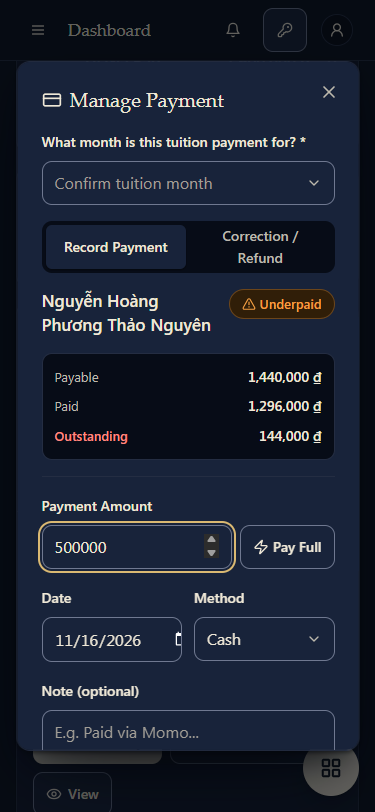 Dashboard
Manage Payment
What month is this tuition payment for? *
Confirm tuition month
Record Payment
Correction /
Refund
Nguyễn Hoàng
Phương Thảo Nguyên
Underpaid
Payable
1,440,000 ₫
Paid
1,296,000 ₫
Outstanding
144,000 ₫
Payment Amount
500000
Pay Full
Date
Method
11/16/2026
Cash
Note (optional)
E.g. Paid via Momo...
View